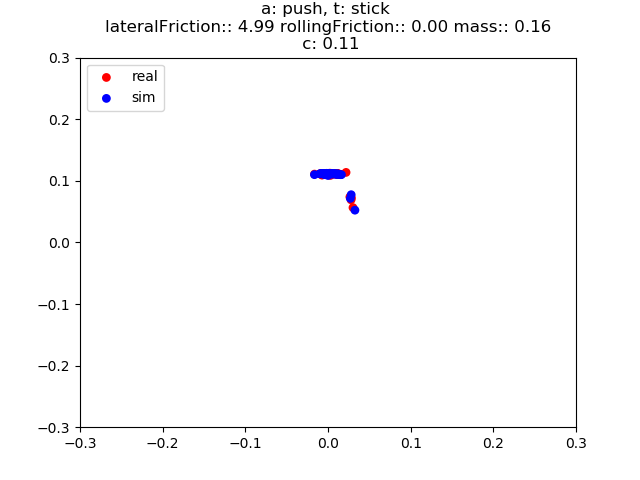 a: push, t: stick
lateralFriction:: 4.99 rollingFriction:: 0.00 mass:: 0.16
c: 0.11
real
sim
0.3
0.2
0.1
0.0
−0.1
−0.2
−0.3
−0.3 −0.2 −0.1 0.0 0.1 0.2 0.3